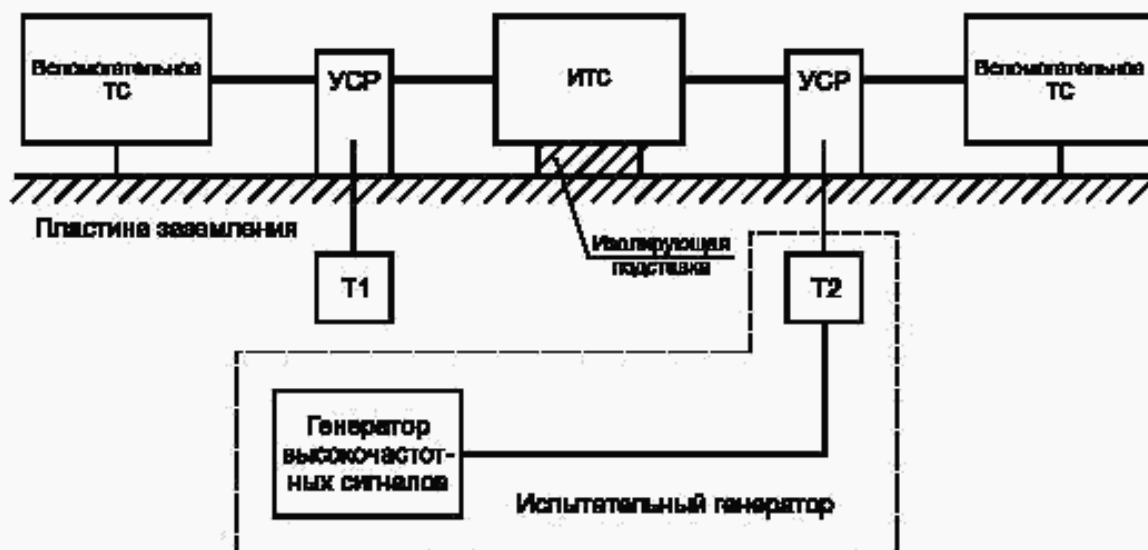 Вспомогательное
ТС
УСР
ИТС
УСР
Вспомогательное
ТС
Пластина заземления
Изолирующая
подставка
Т1
Т2
Генератор
высокочастот-
ных сигналов
Испытательный генератор